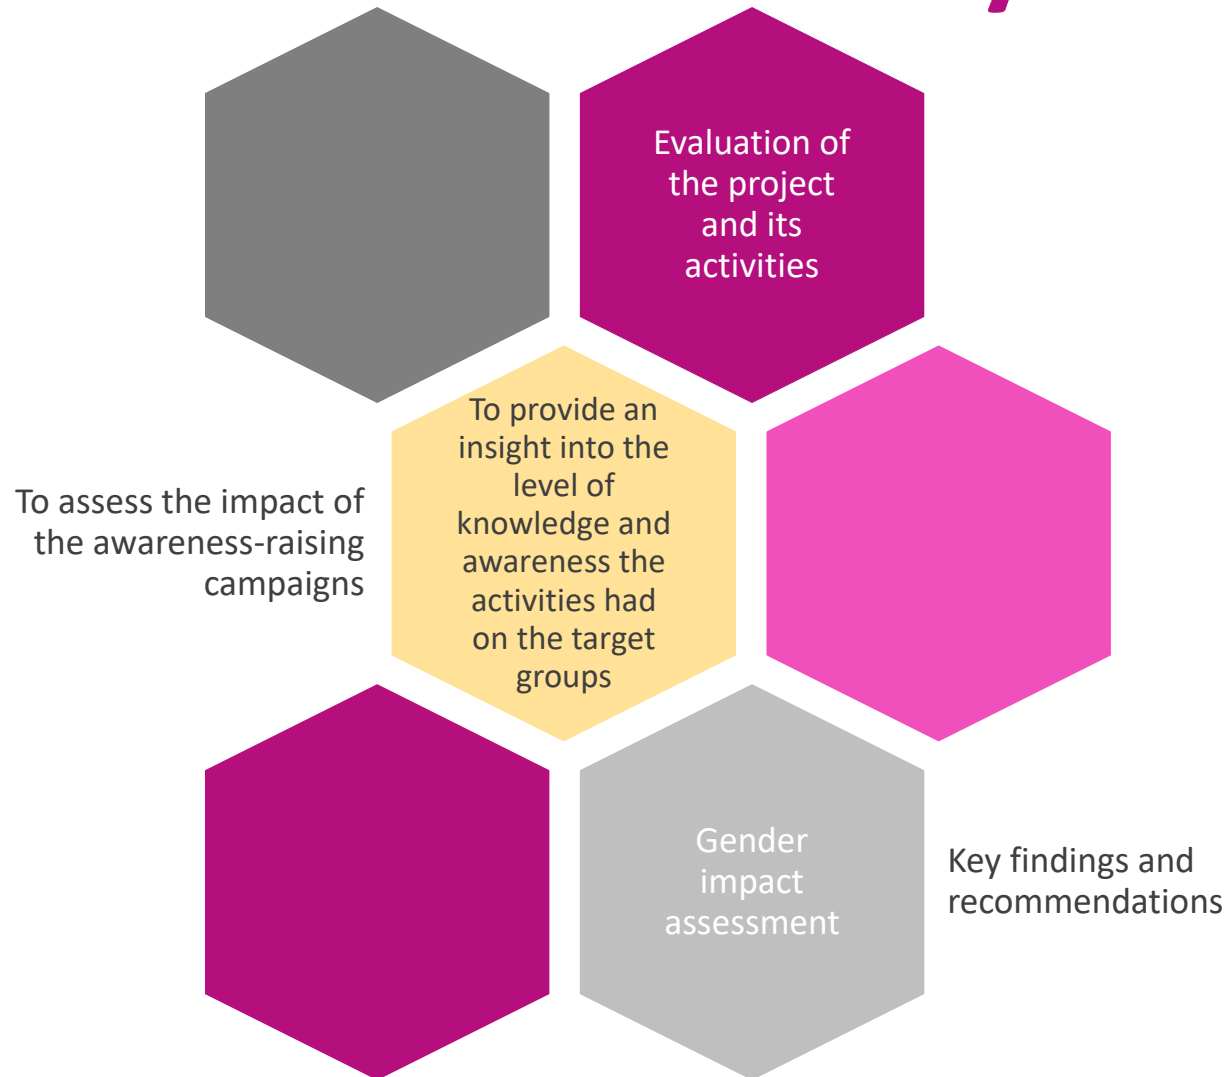 Evaluation of
the project
and its
activities
To assess the impact of
the awareness-raising
campaigns
To provide an
insight into the
level of
knowledge and
awareness the
activities had
on the target
groups
Gender
impact
assessment
Key findings and
recommendations